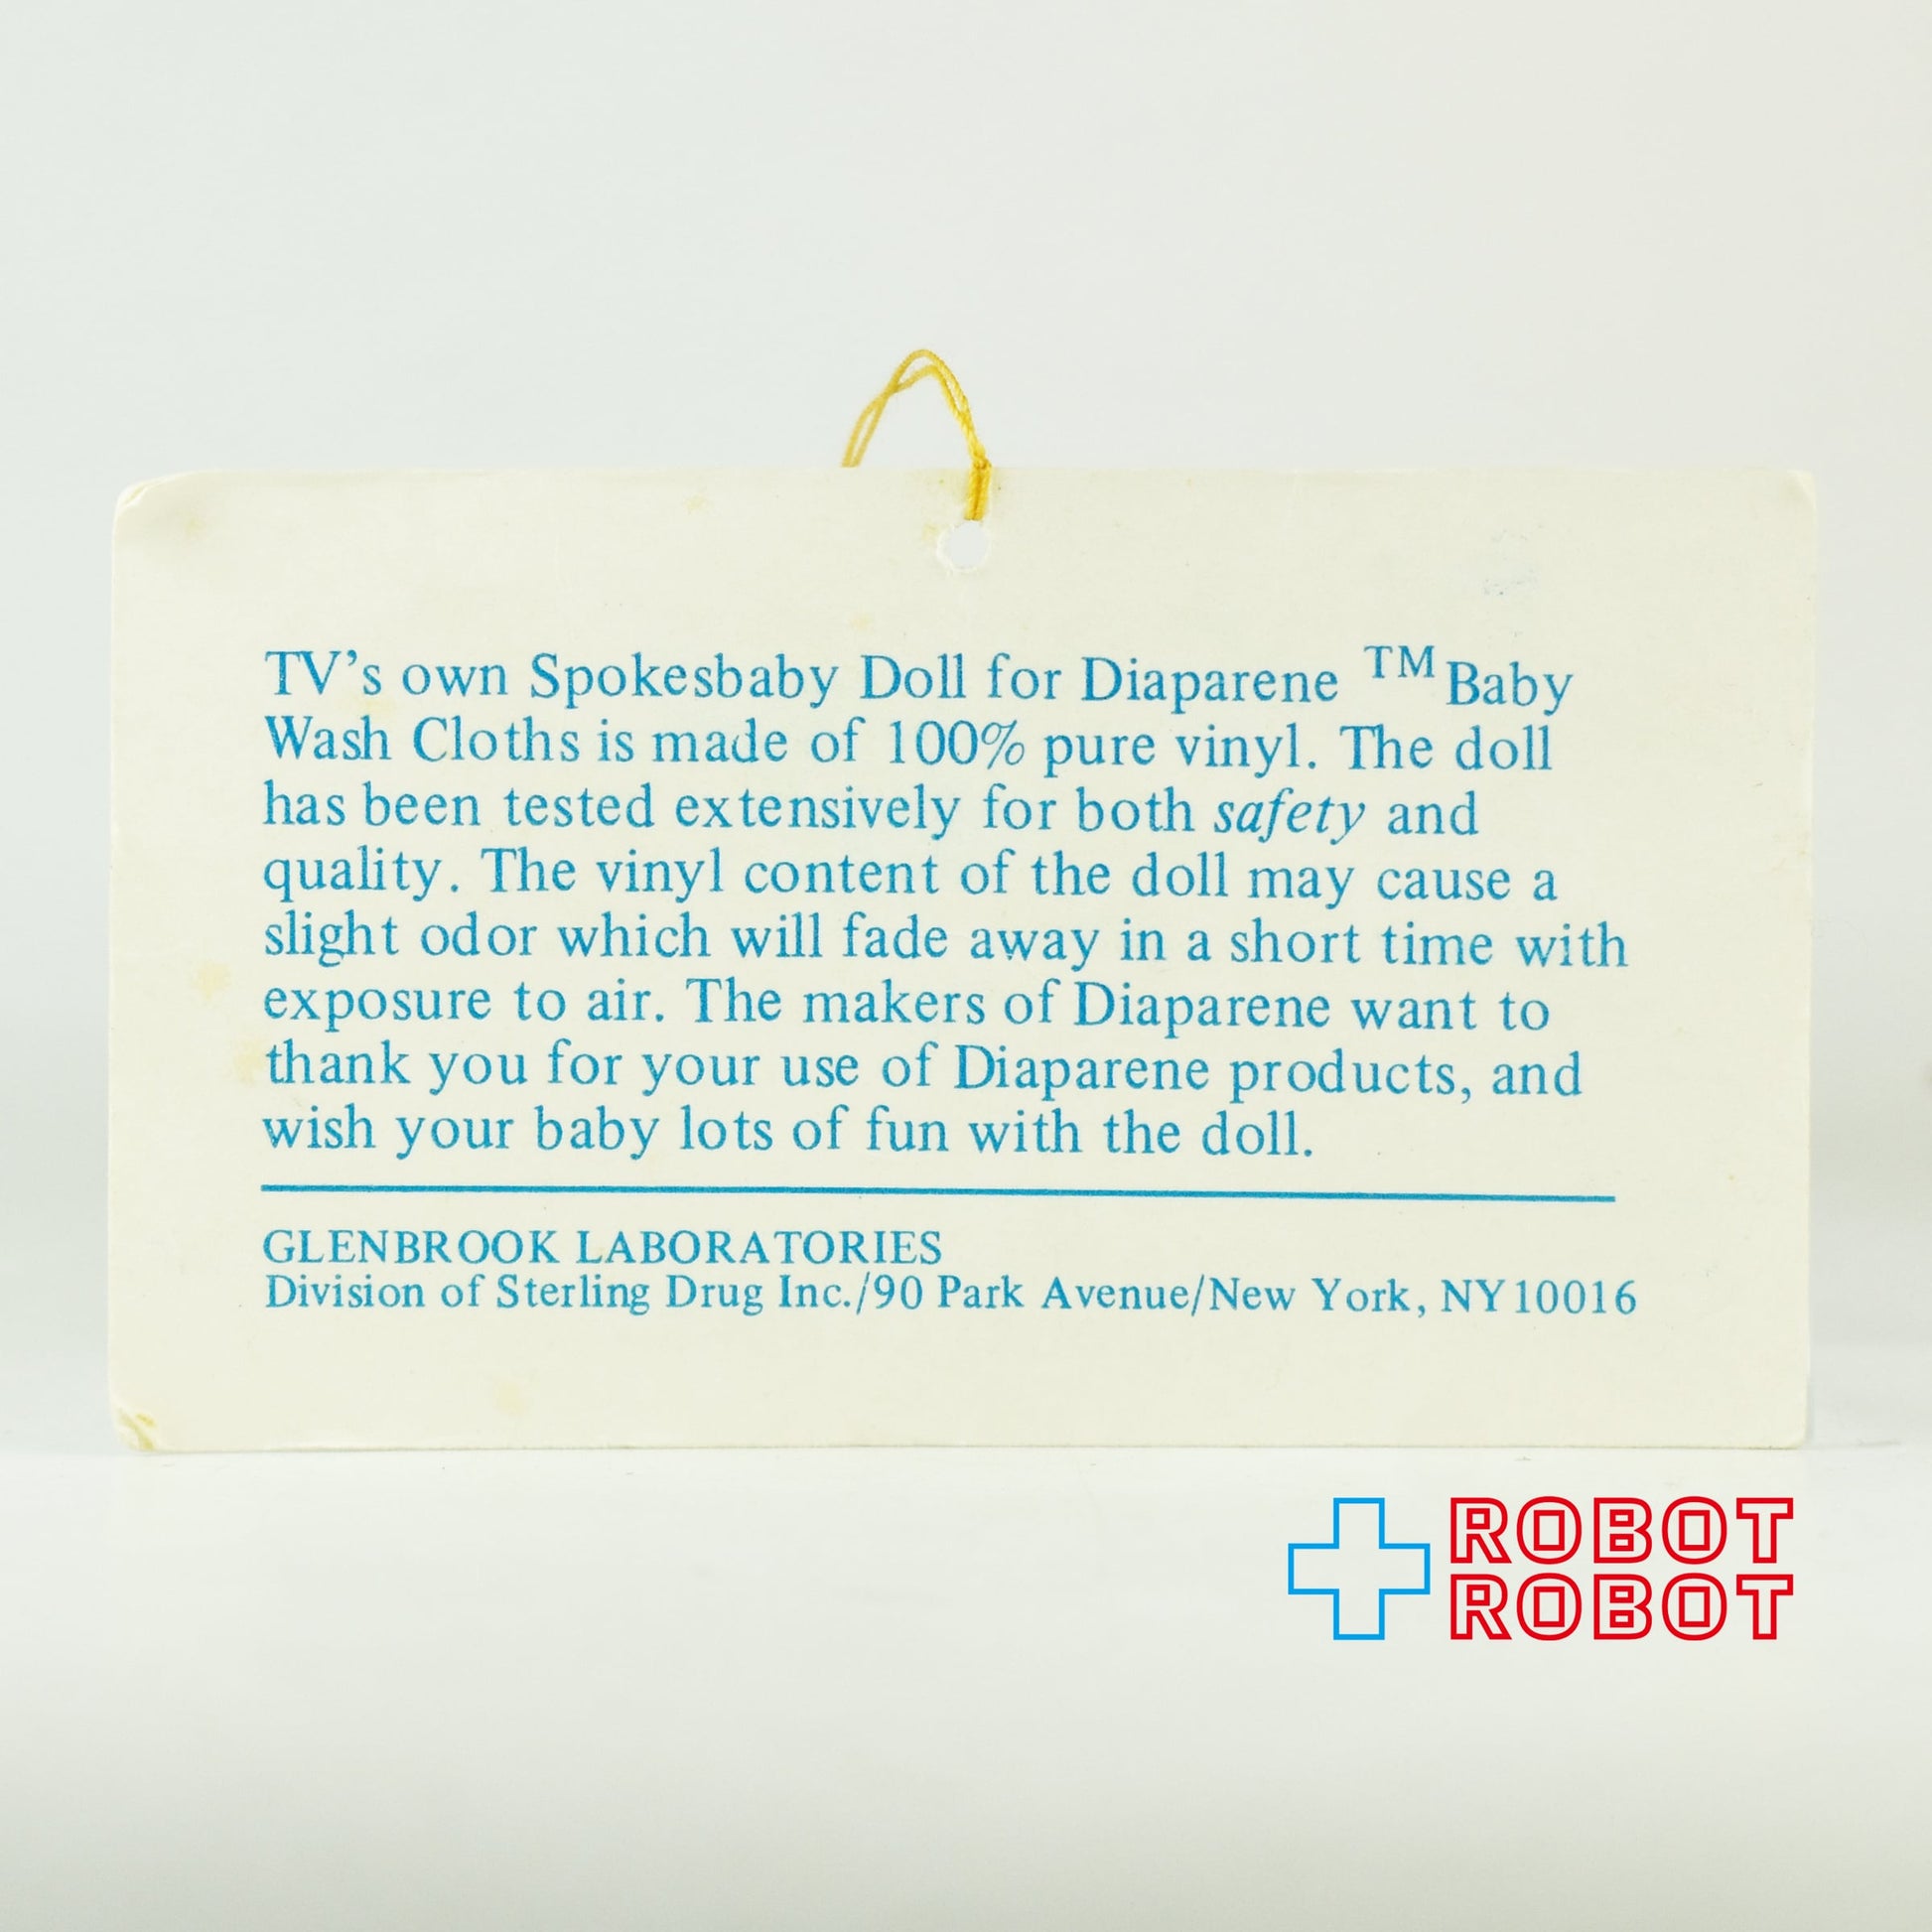 TV's own Spokesbaby Doll for Diaparene ™ Baby
Wash Cloths is made of 100% pure vinyl. The doll
has been tested extensively for both safety and
quality. The vinyl content of the doll may cause a
slight odor which will fade away in a short time with
exposure to air. The makers of Diaparene want to
thank you for your use of Diaparene products, and
wish your baby lots of fun with the doll.
GLENBROOK LABORATORIES
Division of Sterling Drug Inc./90 Park Avenue/New York, NY 10016
ROBOT
ROBOT